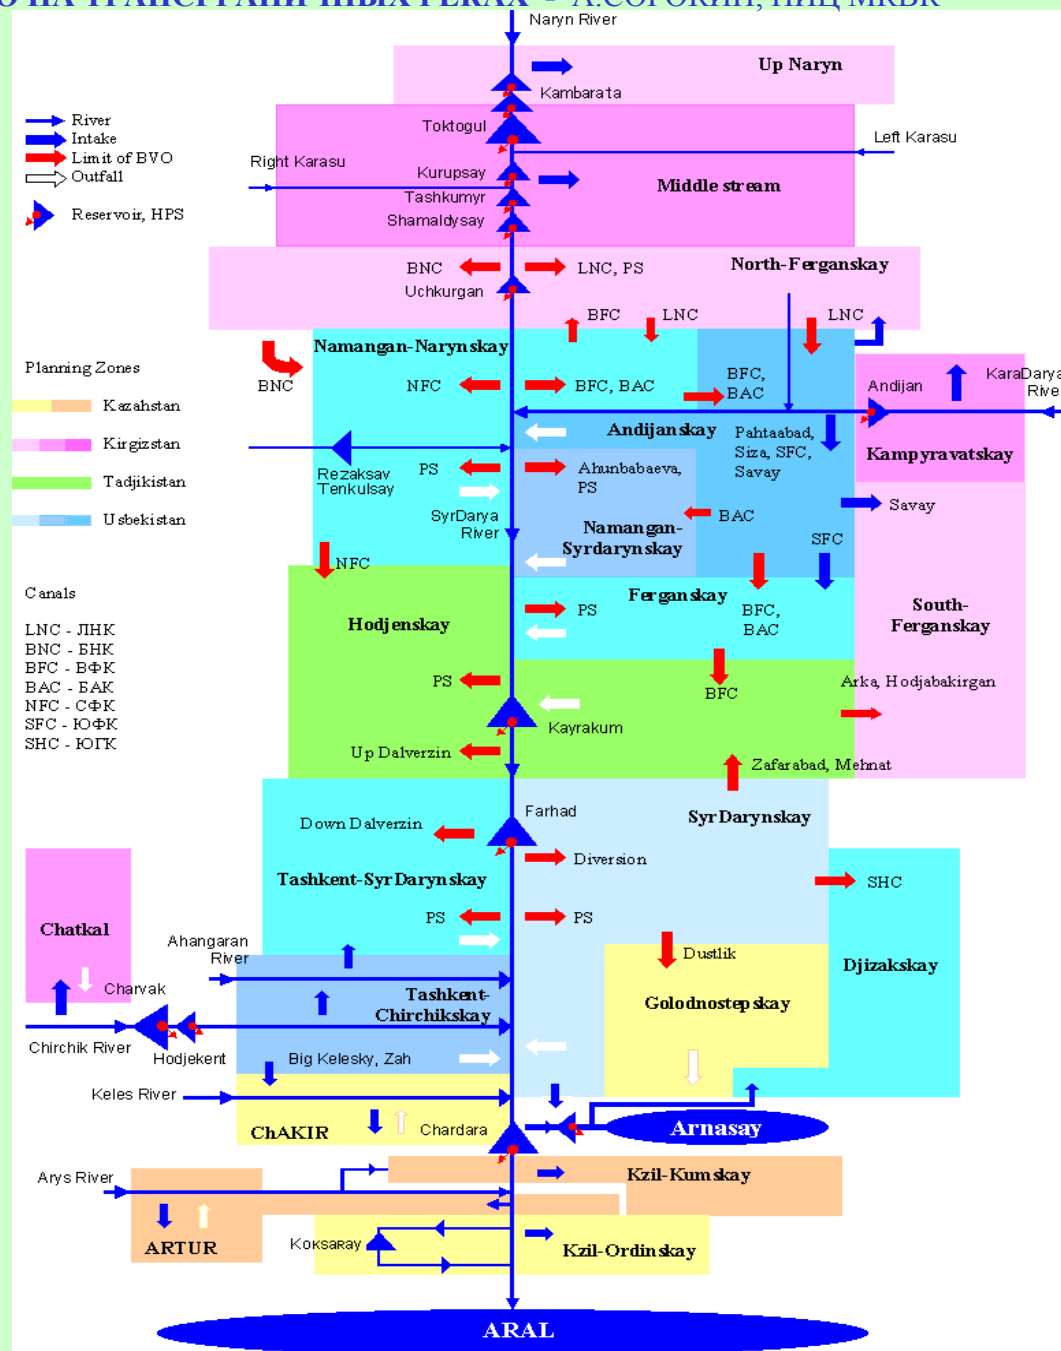 О НА ТРАНСГРАНИЧНЫХ РЕКАХ - А.СОРОКИН, НИЦ МКВК
Naryn River
Up Naryn
Kambarata
River
Intake
Limit of BVO
Outfall
Reservoir, HPS
Toktogul
Left Karasu
Right Karasu
Kurupsay
Tashkumyr
Shamaldysay
Middle stream
BNC
LNC, PS
North-Ferganskay
Uchkurgan
BFC
LNC
LNC
Namangan-Narynskay
BNC
NFC
BFC, BAC
BFC,
BAC
Andijan
KaraDarya
River
Planning Zones
Kazahstan
Kirgizstan
Tadjikistan
Usbekistan
Andijanskay
Pahtaabad,
Siza, SFC,
Savay
Kampyravatskay
Rezaksav
Tenkulsay
PS
Ahunbabaeva,
PS
Savay
SyrDarya
River
Namangan-
Syrdarynskay
BAC
SFC
NFC
Canals
LNC - ЛНК
BNC - БНК
BFC - ВФК
BAC - БАК
NFC - СФК
SFC - ЮФК
SHC - ЮГК
Ferganskay
Hodjenskay
PS
BFC,
BAC
South-
Ferganskay
PS
BFC
Arka, Hodjabakirgan
Kayrakum
Up Dalverzin
Zafarabad, Mehnat
Farhad
SyrDarynskay
Down Dalverzin
Diversion
Tashkent-SyrDarynskay
SHC
PS
PS
Chatkal
Ahangaran
River
Dustlik
Djizakskay
Charvak
Tashkent-
Chirchikskay
Golodnostepskay
Chirchik River
Hodjekent
Big Kelesky, Zah
Keles River
ChAKIR
Chardara
Arnasay
Arys River
Kzil-Kumskay
ARTUR
Koksaray
Kzil-Ordinskay
ARAL